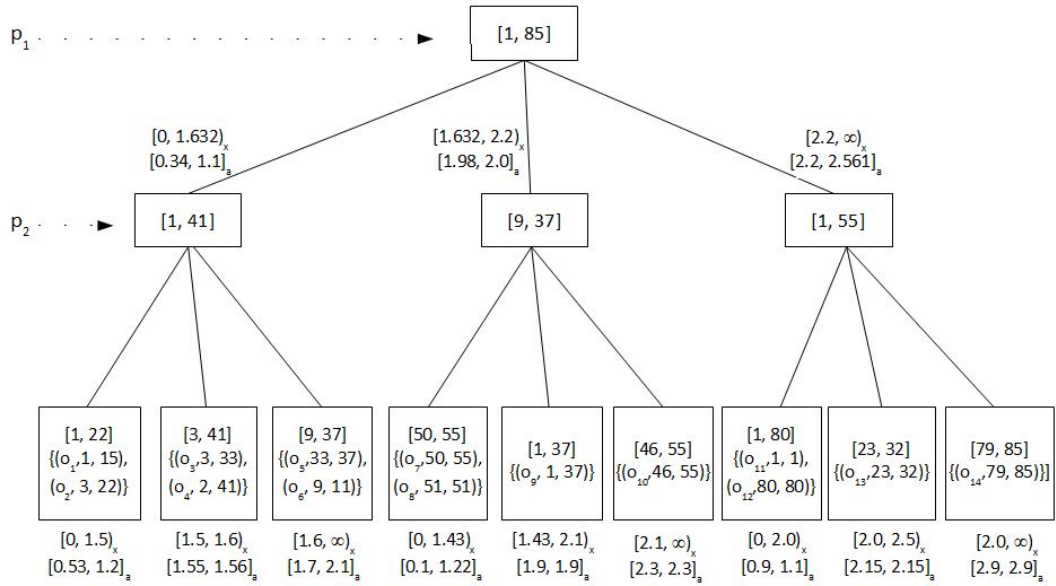 p₁ [1, 85]
[0, 1.632)ₓ [1.632, 2.2)ₓ [2.2, ∞)ₓ
[0.34, 1.1]ₐ [1.98, 2.0]ₐ [2.2, 2.561]ₐ
p₂ [1, 41] [9, 37] [1, 55]
[1, 22] [3, 41] [9, 37] [50, 55] [1, 37] [46, 55] [1, 80] [23, 32] [79, 85]
{(o₁,1, 15), {(o₃,3, 33), {(o₅,33, 37), {(o₇,50, 55), {(o₉, 1, 37)} {(o₁₀,46, 55)} {(o₁₁,1, 1), {(o₁₃,23, 32)} {(o₁₄,79, 85)}]
(o₂, 3, 22)} (o₄, 2, 41)} (o₆, 9, 11)} (o₈, 51, 51)} (o₁₂,80, 80)}
[0, 1.5)ₓ [1.5, 1.6)ₓ [1.6, ∞)ₓ [0, 1.43)ₓ [1.43, 2.1)ₓ [2.1, ∞)ₓ [0, 2.0)ₓ [2.0, 2.5)ₓ [2.0, ∞)ₓ
[0.53, 1.2]ₐ [1.55, 1.56]ₐ [1.7, 2.1]ₐ [0.1, 1.22]ₐ [1.9, 1.9]ₐ [2.3, 2.3]ₐ [0.9, 1.1]ₐ [2.15, 2.15]ₐ [2.9, 2.9]ₐ